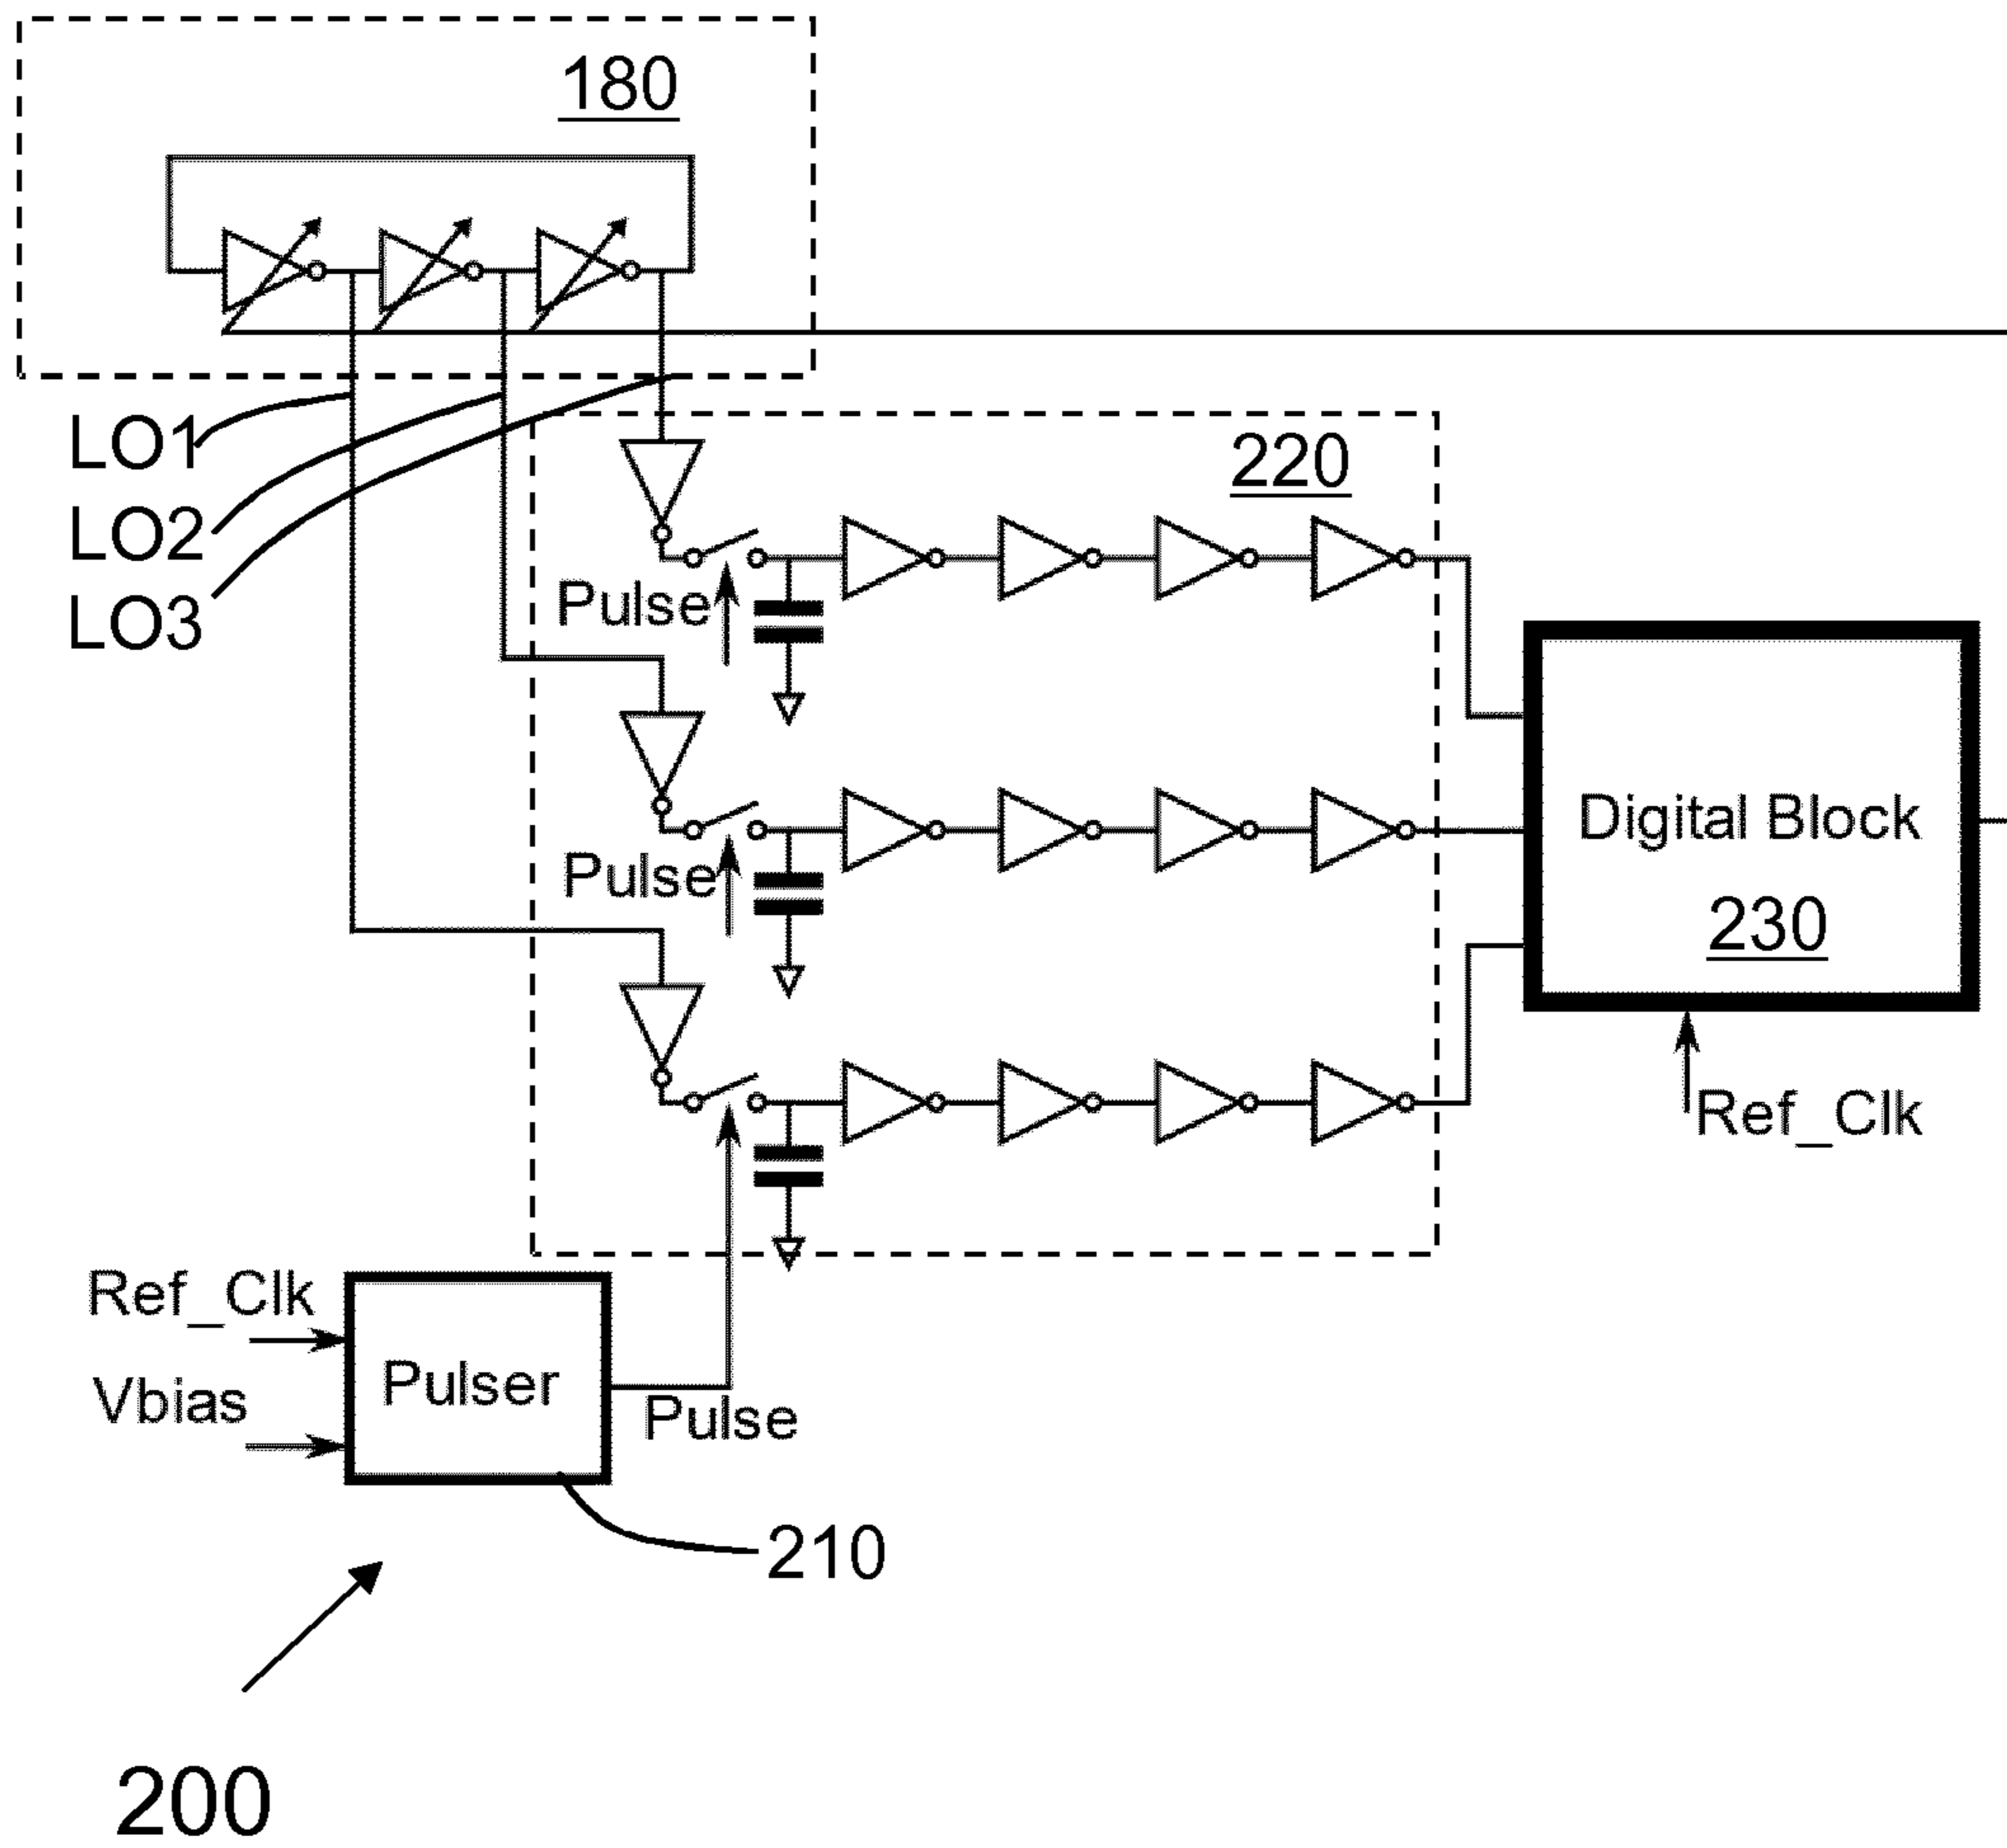 180
LO1
LO2
LO3
220
Pulse
Pulse
Digital Block
230
Ref_Clk
Ref_Clk
Vbias
Pulser
Pulse
210
200